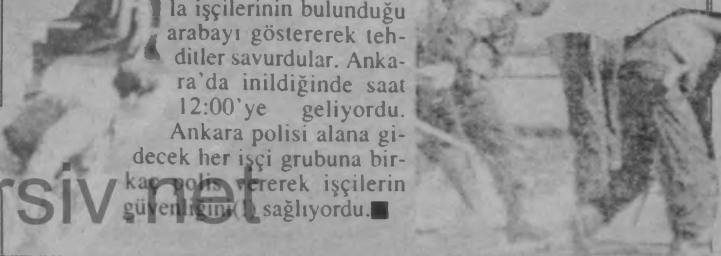 la işçilerinin bulunduğu
arabayı göstererek teh-
ditler savurdular. Anka-
ra'da inildiğinde saat
12:00'ye geliyordu.
Ankara polisi alana gi-
decek her işçi grubuna bir-
kaç polis vererek işçilerin
güvenliğini(!) sağlıyordu.■
rsiv.net